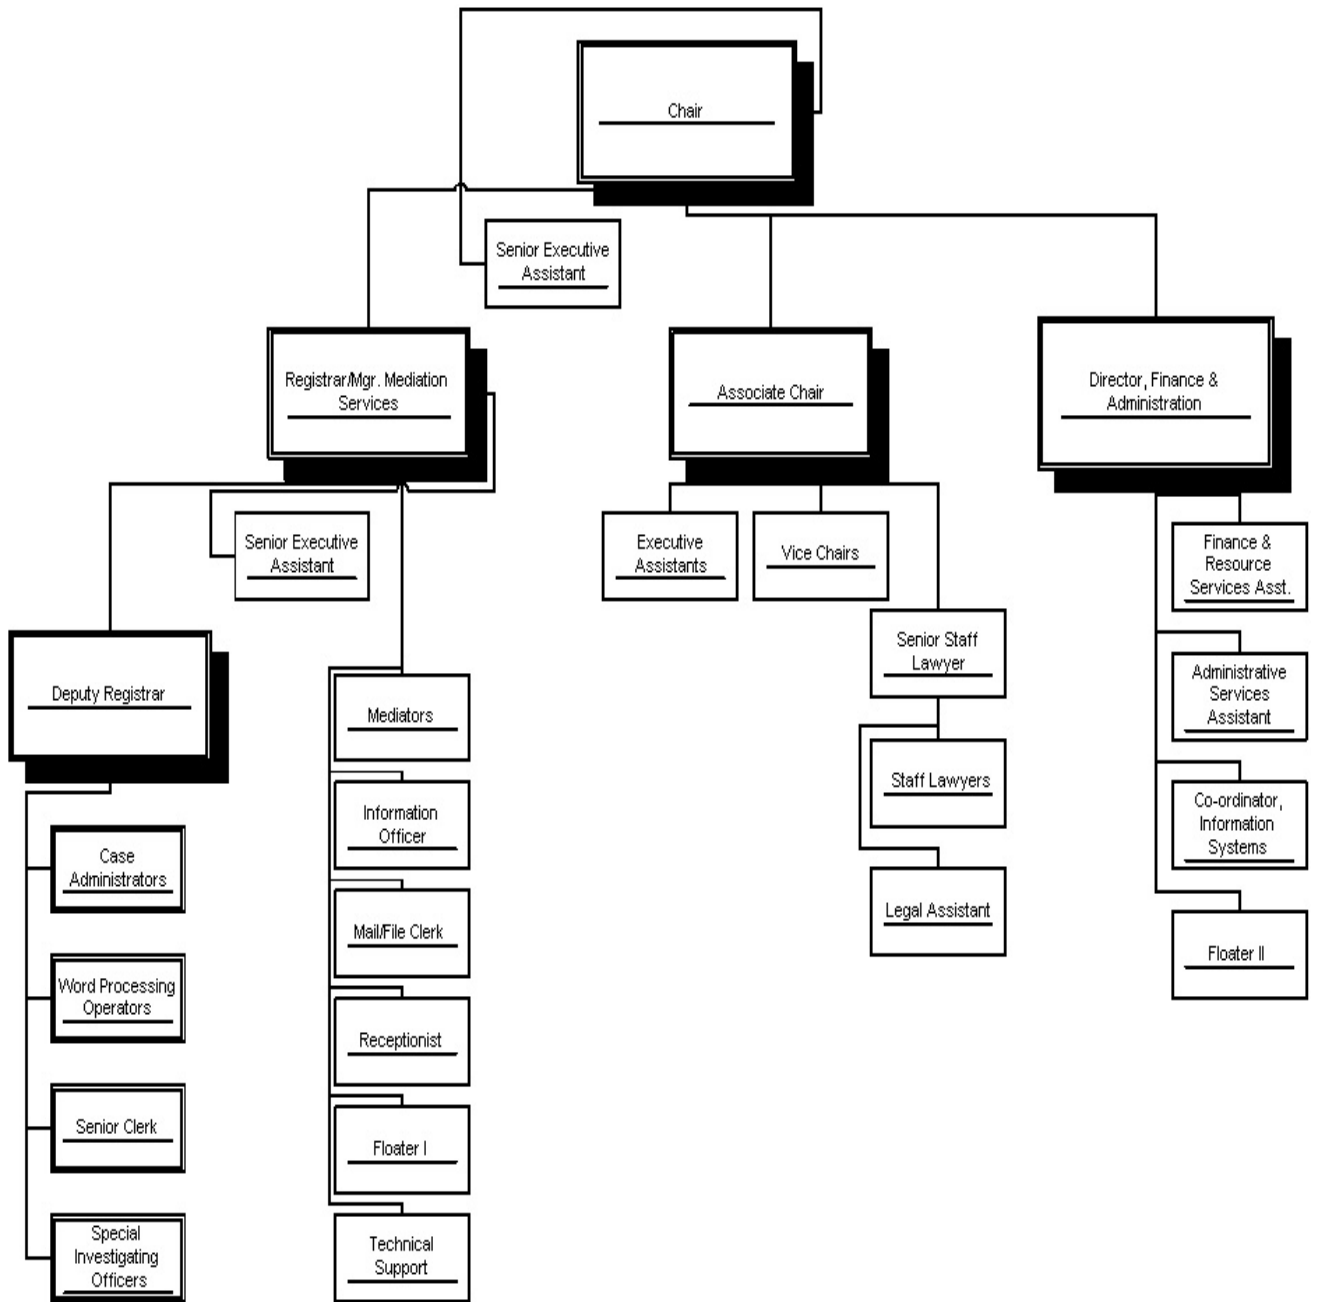 Chair
Senior Executive
Assistant
Registrar/Mgr. Mediation
Services
Associate Chair
Director, Finance &
Administration
Senior Executive
Assistant
Executive
Assistants
Vice Chairs
Finance &
Resource
Services Asst.
Deputy Registrar
Mediators
Senior Staff
Lawyer
Administrative
Services
Assistant
Information
Officer
Staff Lawyers
Co-ordinator,
Information
Systems
Case
Administrators
Mail/File Clerk
Legal Assistant
Floater II
Word Processing
Operators
Receptionist
Senior Clerk
Floater I
Special
Investigating
Officers
Technical
Support